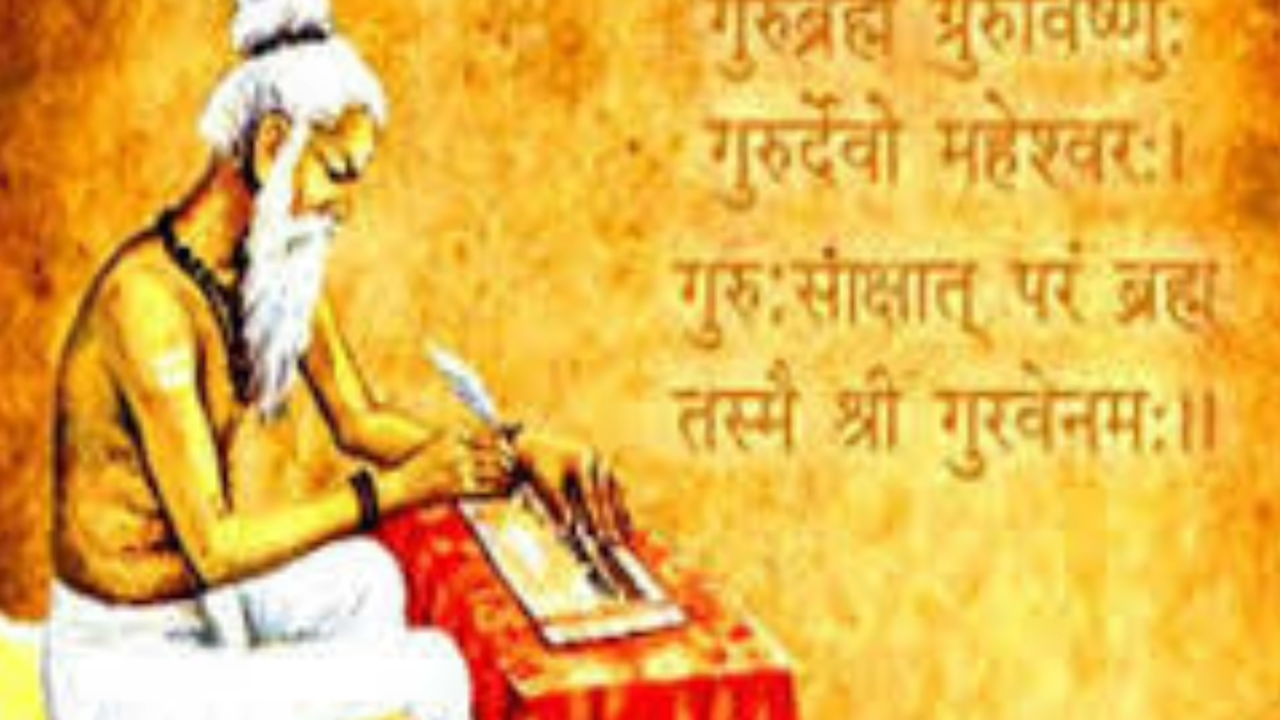 गुरुब्रह्म ग्रुरुविष्णुः
गुरुर्देवो महेश्वरः।
गुरुःसांक्षात् परं ब्रह्म
तस्मै श्री गुरवेनमः।।